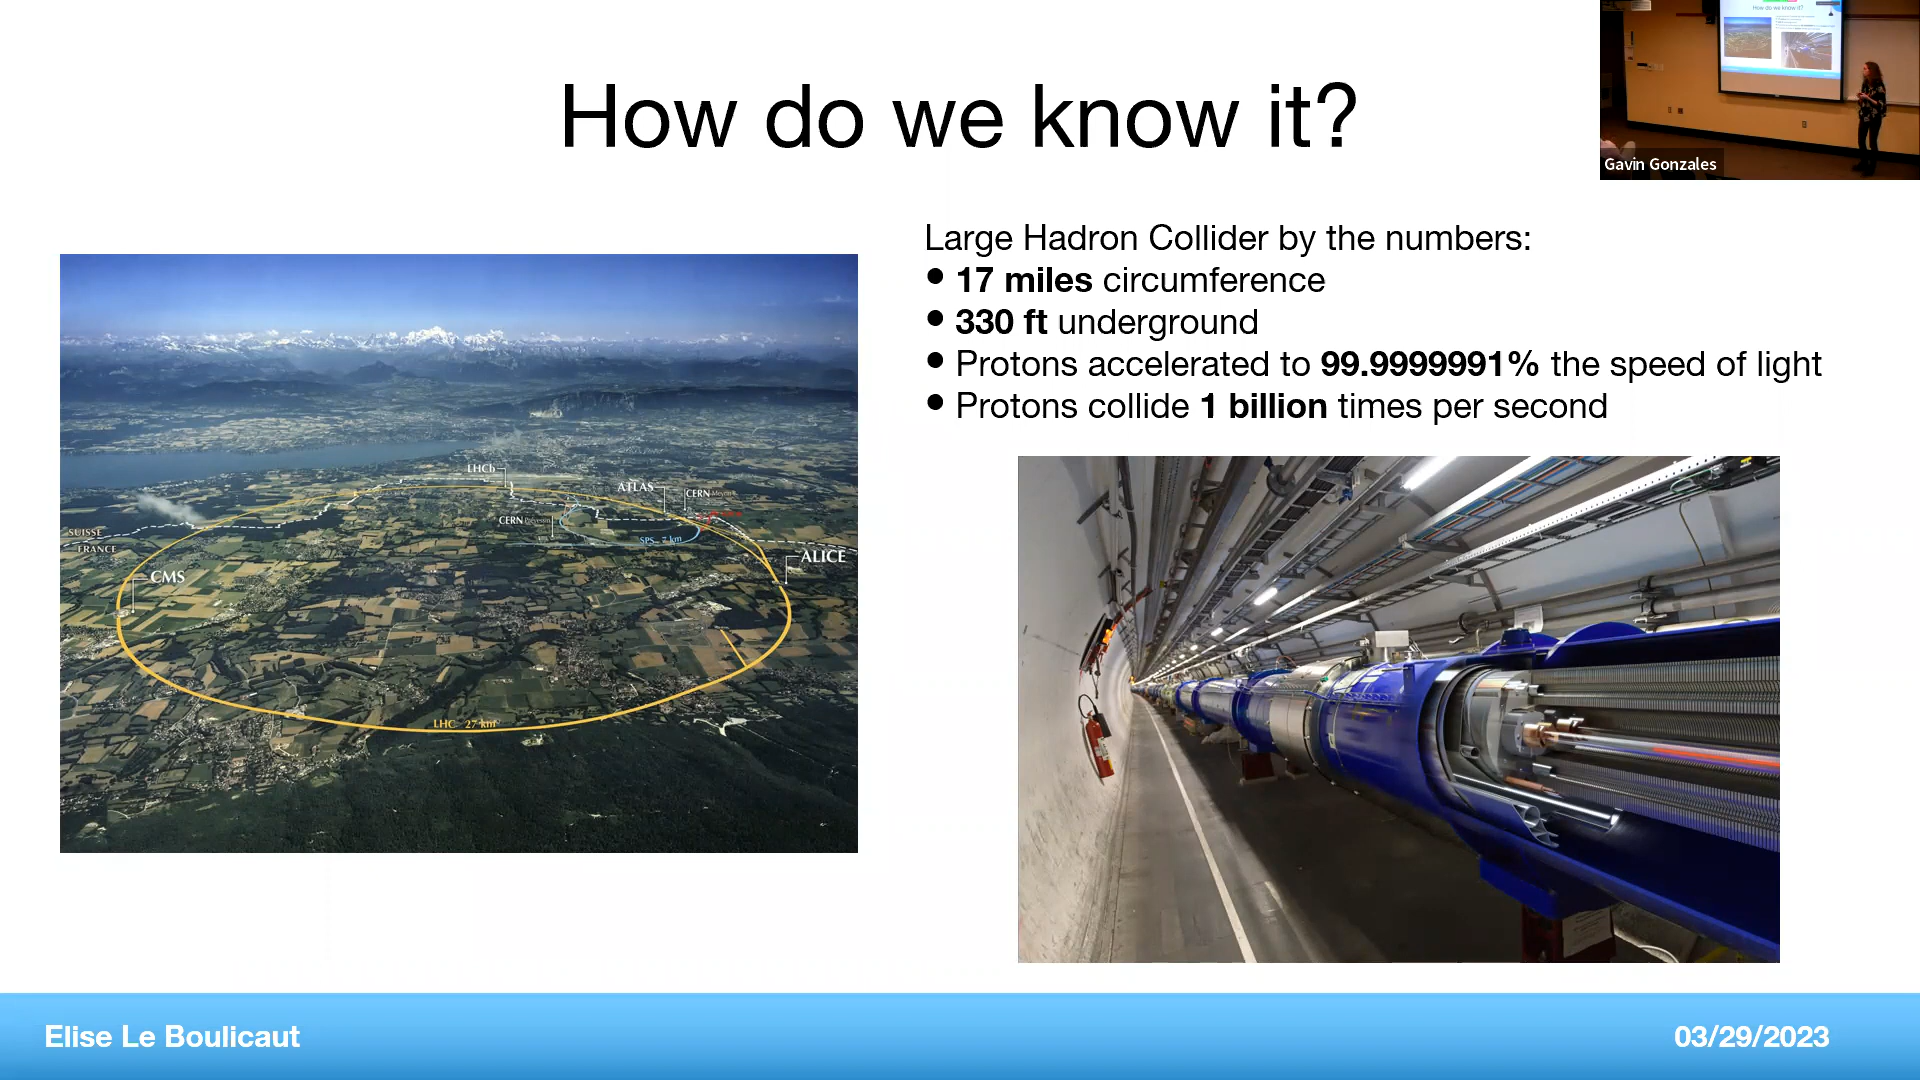 How do we know it?
Gavin Gonzales
Large Hadron Collider by the numbers:
• 17 miles circumference
• 330 ft underground
• Protons accelerated to 99.9999991% the speed of light
• Protons collide 1 billion times per second
LHCb
ATLAS
CERN
CERN
SPS 7 km
SUISSE
FRANCE
CMS
ALICE
LHC 27 km
Elise Le Boulicaut
03/29/2023